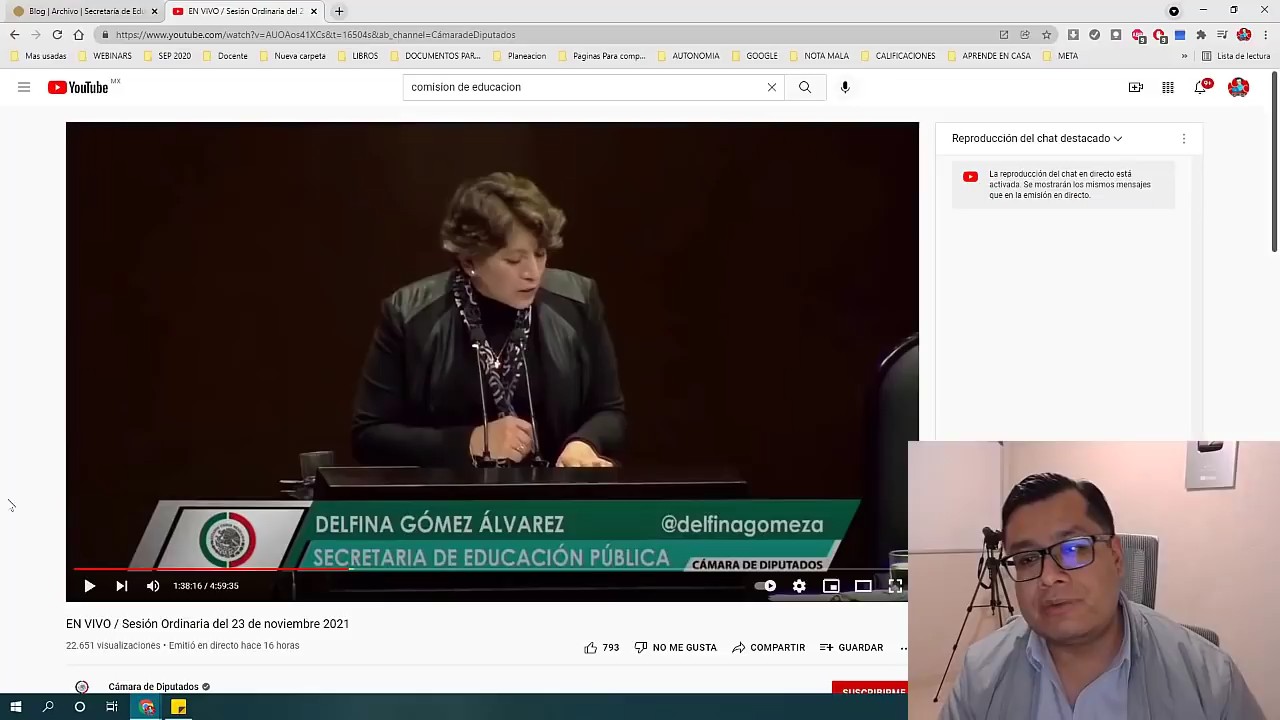 Blog | Archivo | Secretaria de Edu
EN VIVO / Sesión Ordinaria del 2
https://www.youtube.com/watch?v=AUOAos41XCs&t=16504s&ab_channel=CámaradeDiputados
Mas usadas
WEBINARS
SEP 2020
Docente
Nueva carpeta
LIBROS
DOCUMENTOS PAR...
Planeacion
Paginas Para comp...
AUTONOMIA
GOOGLE
NOTA MALA
CALIFICACIONES
APRENDE EN CASA
META
»
Lista de lectura
YouTube MX
comision de educacion
9+
Reproducción del chat destacado
La reproducción del chat en directo está
activada. Se mostrarán los mismos mensajes
que en la emisión en directo.
DELFINA GÓMEZ ÁLVAREZ
@delfinagomeza
SECRETARIA DE EDUCACIÓN PÚBLICA
CÁMARA DE DIPUTADOS
1:38:16 / 4:59:35
EN VIVO / Sesión Ordinaria del 23 de noviembre 2021
22.651 visualizaciones • Emitió en directo hace 16 horas
793
NO ME GUSTA
COMPARTIR
GUARDAR
Cámara de Diputados
SUSCRIBIRME